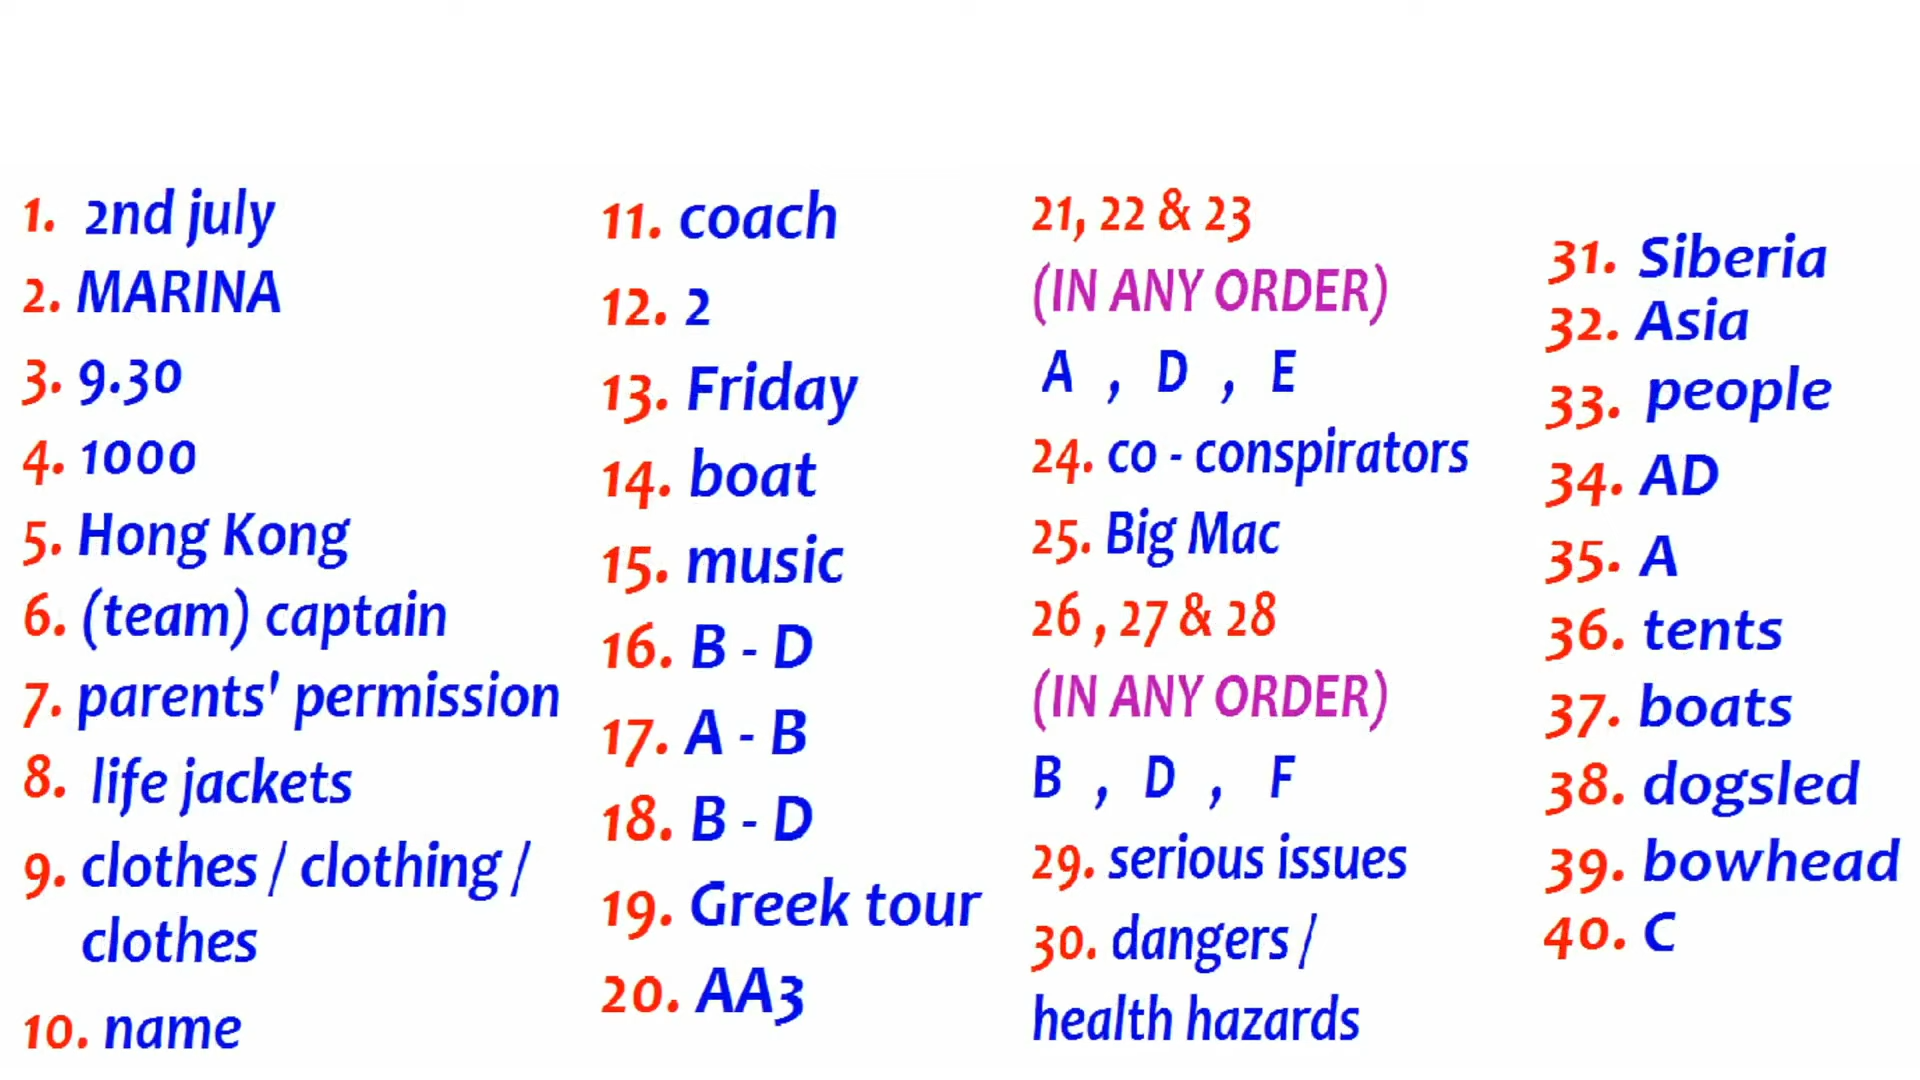 1. 2nd july
2. MARINA
3. 9.30
4. 1000
5. Hong Kong
6. (team) captain
7. parents' permission
8. life jackets
9. clothes / clothing /
clothes
10. name
11. coach
12. 2
13. Friday
14. boat
15. music
16. B - D
17. A - B
18. B - D
19. Greek tour
20. AA3
21, 22 & 23
(IN ANY ORDER)
A , D , E
24. co - conspirators
25. Big Mac
26 , 27 & 28
(IN ANY ORDER)
B , D , F
29. serious issues
30. dangers /
health hazards
31. Siberia
32. Asia
33. people
34. AD
35. A
36. tents
37. boats
38. dogsled
39. bowhead
40. C